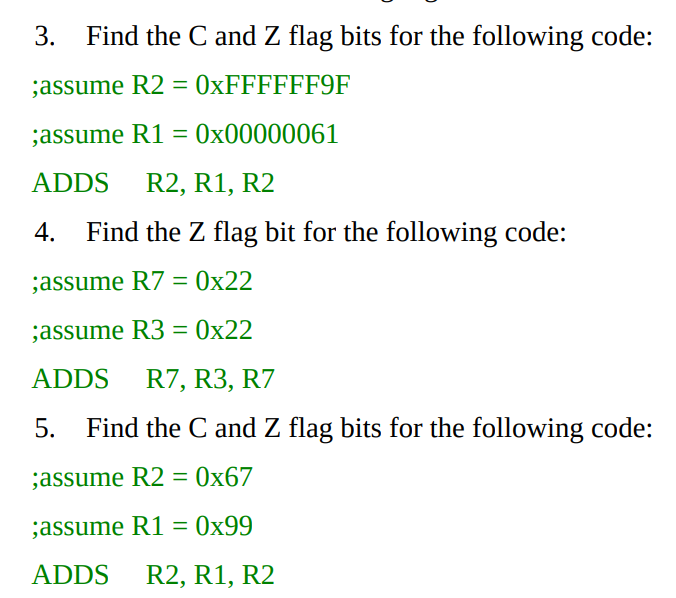 3. Find the C and Z flag bits for the following code:
;assume R2 = 0xFFFFFF9F
;assume R1 = 0x00000061
ADDS R2, R1, R2
4. Find the Z flag bit for the following code:
;assume R7 = 0x22
;assume R3 = 0x22
ADDS R7, R3, R7
5. Find the C and Z flag bits for the following code:
;assume R2 = 0x67
;assume R1 = 0x99
ADDS R2, R1, R2